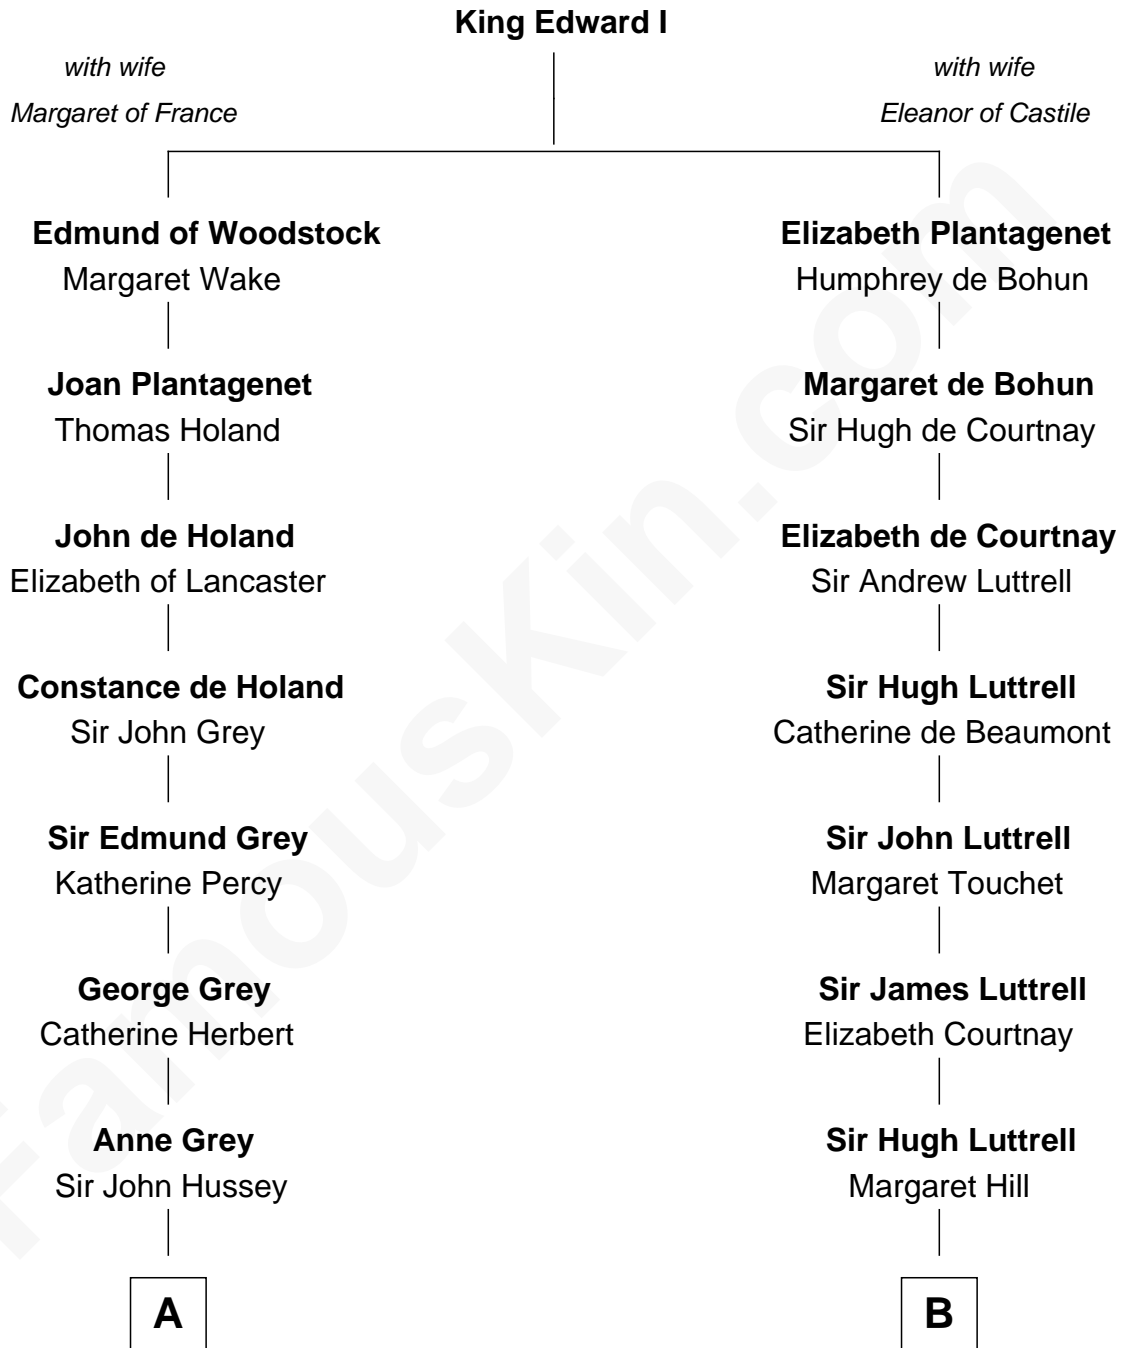 King Edward I
with wife
Margaret of France
with wife
Eleanor of Castile
Edmund of Woodstock
Margaret Wake
Elizabeth Plantagenet
Humphrey de Bohun
Joan Plantagenet
Thomas Holand
Margaret de Bohun
Sir Hugh de Courtnay
John de Holand
Elizabeth of Lancaster
Elizabeth de Courtnay
Sir Andrew Luttrell
Constance de Holand
Sir John Grey
Sir Hugh Luttrell
Catherine de Beaumont
Sir Edmund Grey
Katherine Percy
Sir John Luttrell
Margaret Touchet
George Grey
Catherine Herbert
Sir James Luttrell
Elizabeth Courtnay
Anne Grey
Sir John Hussey
Sir Hugh Luttrell
Margaret Hill
A
B
FamousKin.com